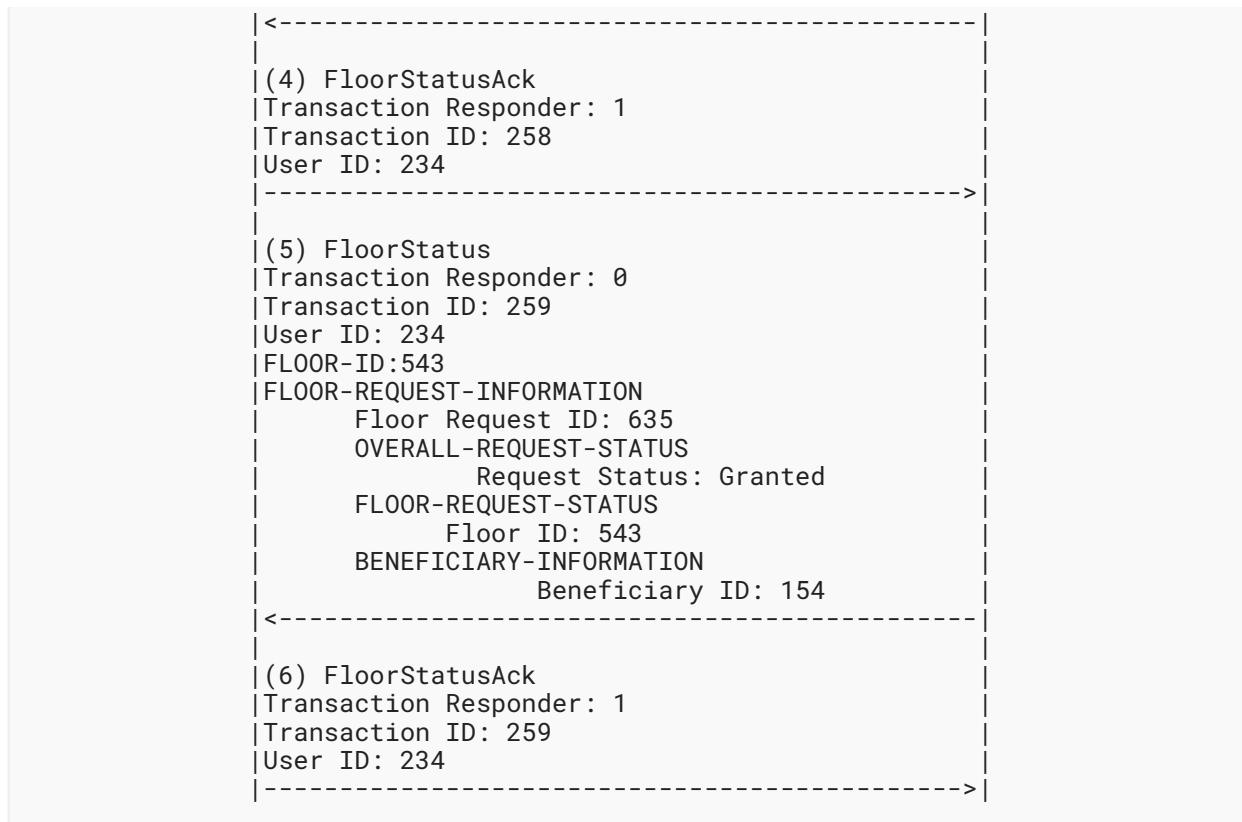 |<----------------------------------------------|
|                                               |
|(4) FloorStatusAck                             |
|Transaction Responder: 1                       |
|Transaction ID: 258                            |
|User ID: 234                                   |
|---------------------------------------------->|
|                                               |
|(5) FloorStatus                                |
|Transaction Responder: 0                       |
|Transaction ID: 259                            |
|User ID: 234                                   |
|FLOOR-ID:543                                   |
|FLOOR-REQUEST-INFORMATION                      |
|      Floor Request ID: 635                    |
|      OVERALL-REQUEST-STATUS                   |
|              Request Status: Granted          |
|      FLOOR-REQUEST-STATUS                     |
|            Floor ID: 543                      |
|      BENEFICIARY-INFORMATION                  |
|                  Beneficiary ID: 154          |
|<----------------------------------------------|
|                                               |
|(6) FloorStatusAck                             |
|Transaction Responder: 1                       |
|Transaction ID: 259                            |
|User ID: 234                                   |
|---------------------------------------------->|